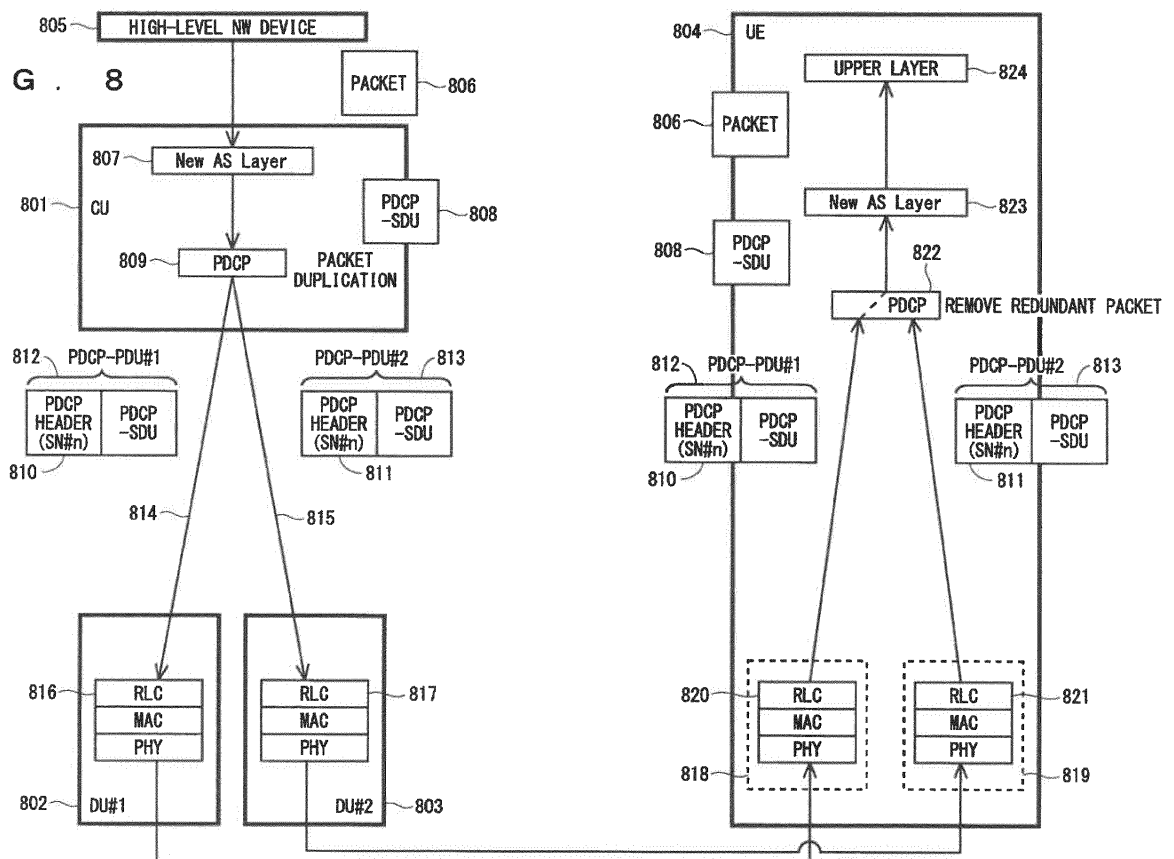 805
HIGH-LEVEL NW DEVICE
G . 8
PACKET
806
807
New AS Layer
801
CU
PDCP
-SDU
808
809
PDCP
PACKET
DUPLICATION
812
PDCP-PDU#1
PDCP
HEADER
(SN#n)
PDCP
-SDU
810
PDCP-PDU#2
813
PDCP
HEADER
(SN#n)
PDCP
-SDU
811
814
815
816
RLC
MAC
PHY
802
DU#1
RLC
817
MAC
PHY
DU#2
803
804
UE
UPPER LAYER
824
806
PACKET
New AS Layer
823
808
PDCP
-SDU
822
PDCP
REMOVE REDUNDANT PACKET
812
PDCP-PDU#1
PDCP
HEADER
(SN#n)
PDCP
-SDU
810
PDCP-PDU#2
813
PDCP
HEADER
(SN#n)
PDCP
-SDU
811
820
RLC
MAC
PHY
818
RLC
821
MAC
PHY
819